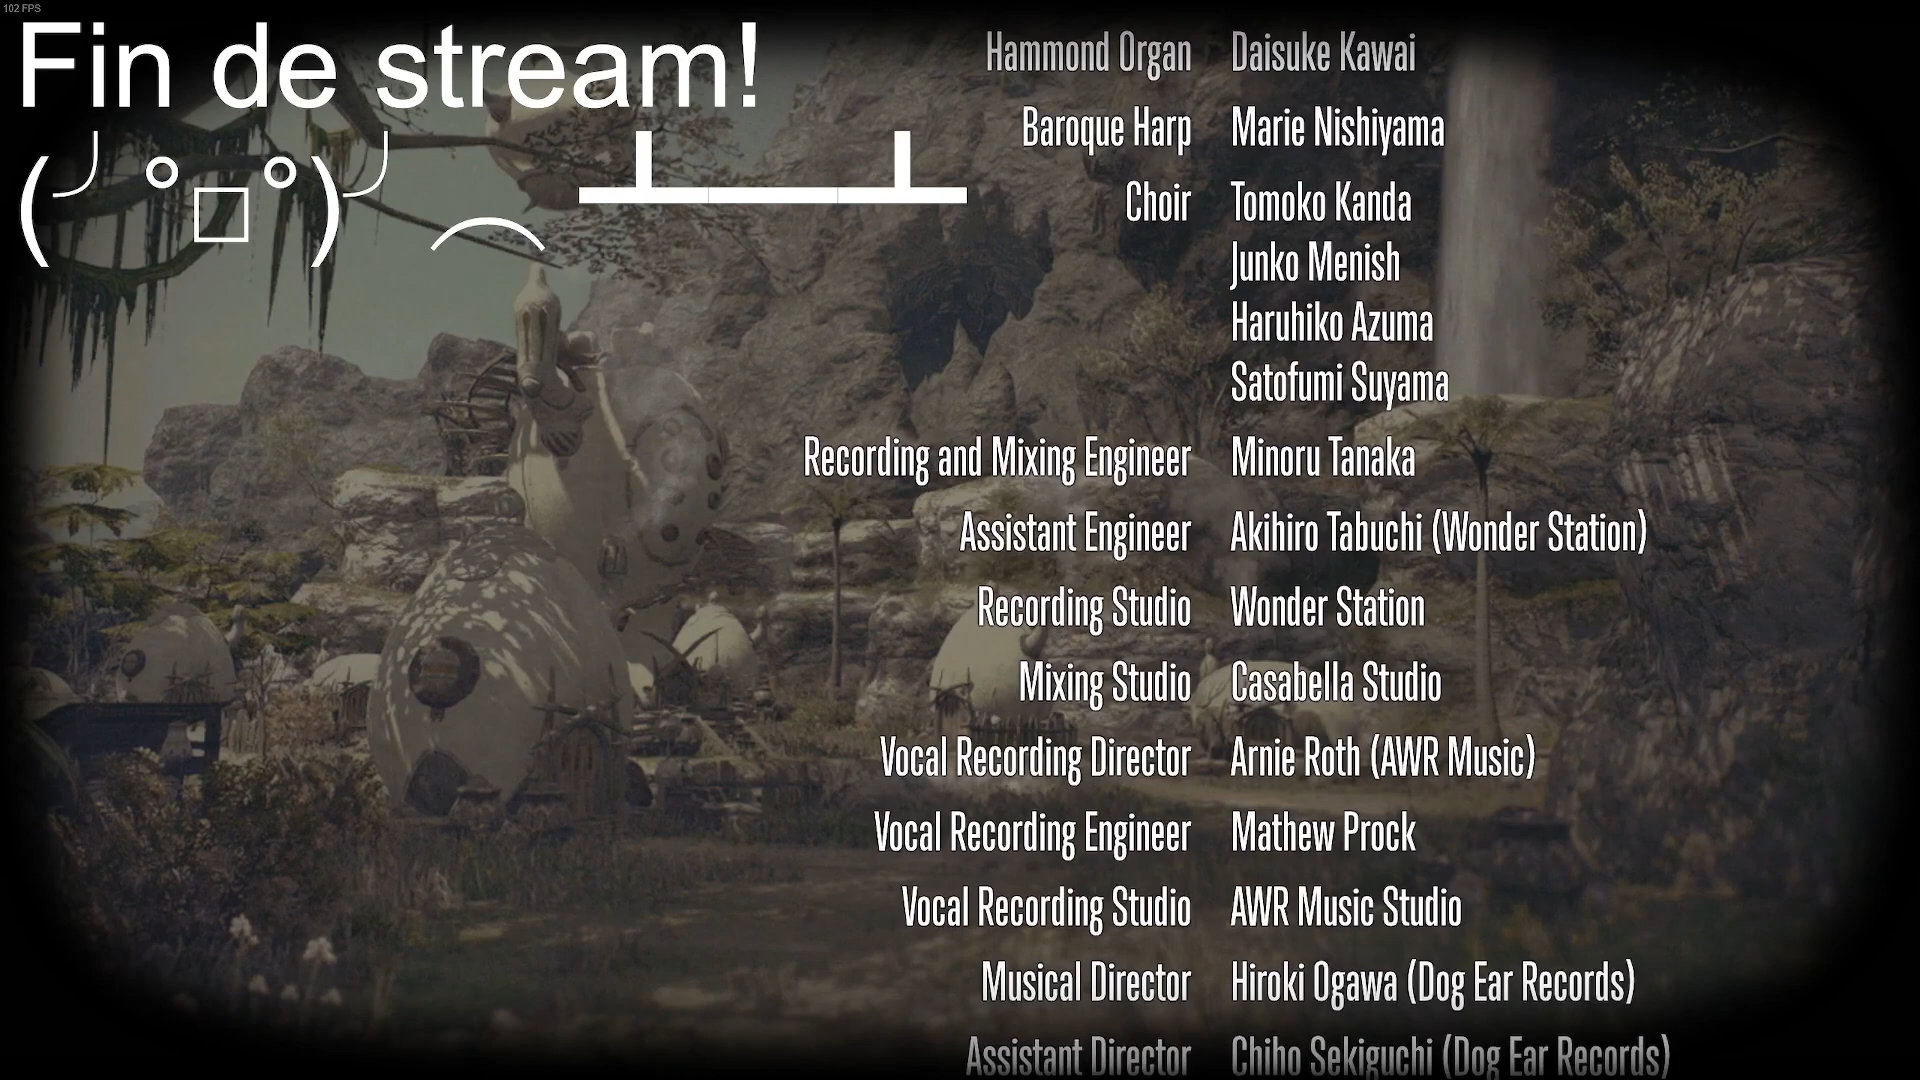 102 FPS
Fin de stream!
(╯°□°)╯︵ ┻━┻
Hammond Organ Daisuke Kawai
Baroque Harp Marie Nishiyama
Choir Tomoko Kanda
Junko Menish
Haruhiko Azuma
Satofumi Suyama
Recording and Mixing Engineer Minoru Tanaka
Assistant Engineer Akihiro Tabuchi (Wonder Station)
Recording Studio Wonder Station
Mixing Studio Casabella Studio
Vocal Recording Director Arnie Roth (AWR Music)
Vocal Recording Engineer Mathew Prock
Vocal Recording Studio AWR Music Studio
Musical Director Hiroki Ogawa (Dog Ear Records)
Assistant Director Chiho Sekiguchi (Dog Ear Records)